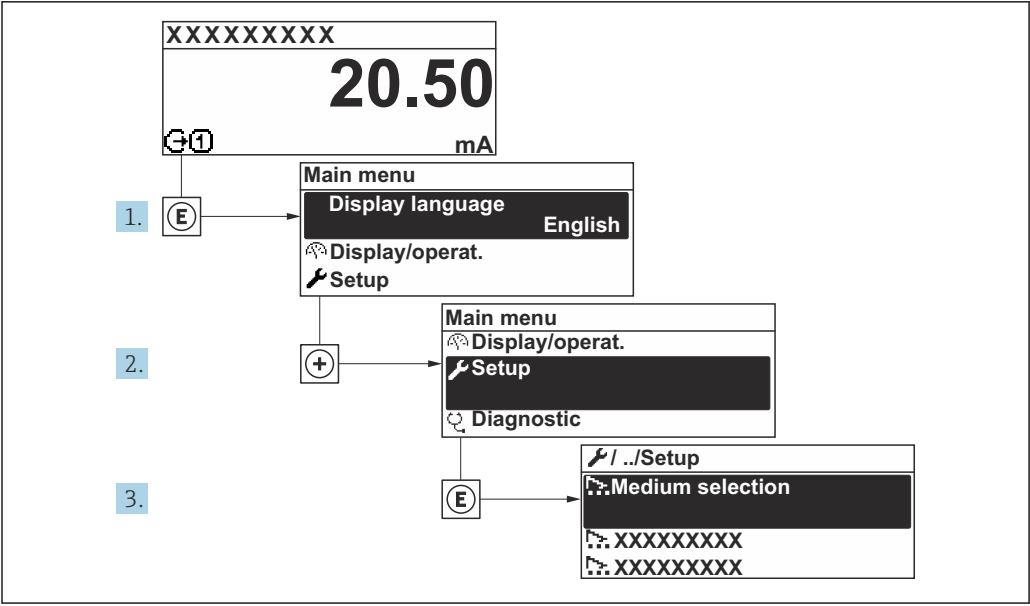 XXXXXXXXX
20.50
1
mA
Main menu
Display language
English
Display/operat.
Setup
1.
E
Main menu
Display/operat.
Setup
Diagnostic
2.
+
/ ../Setup
Medium selection
XXXXXXXXX
XXXXXXXXX
3.
E